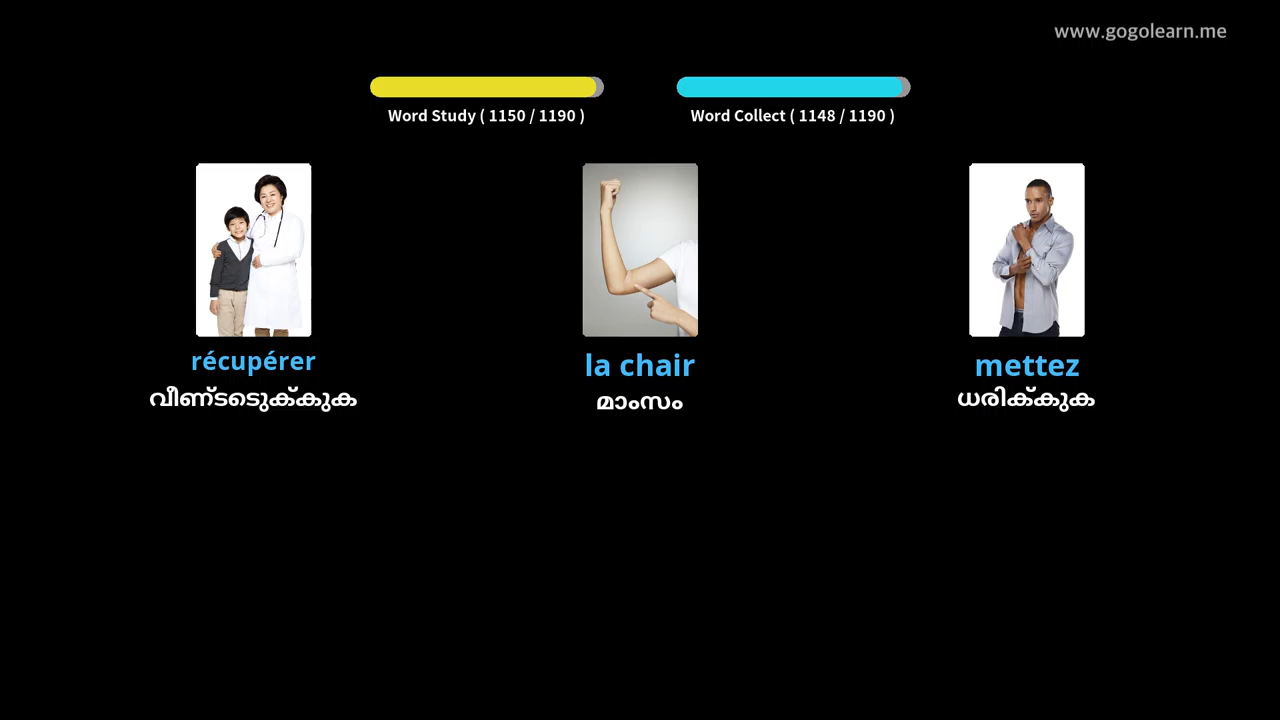 www.gogolearn.me
Word Study ( 1150 / 1190 )
Word Collect ( 1148 / 1190 )
récupérer
വീണ്ടെടുക്കുക
la chair
മാംസം
mettez
ധരിക്കുക